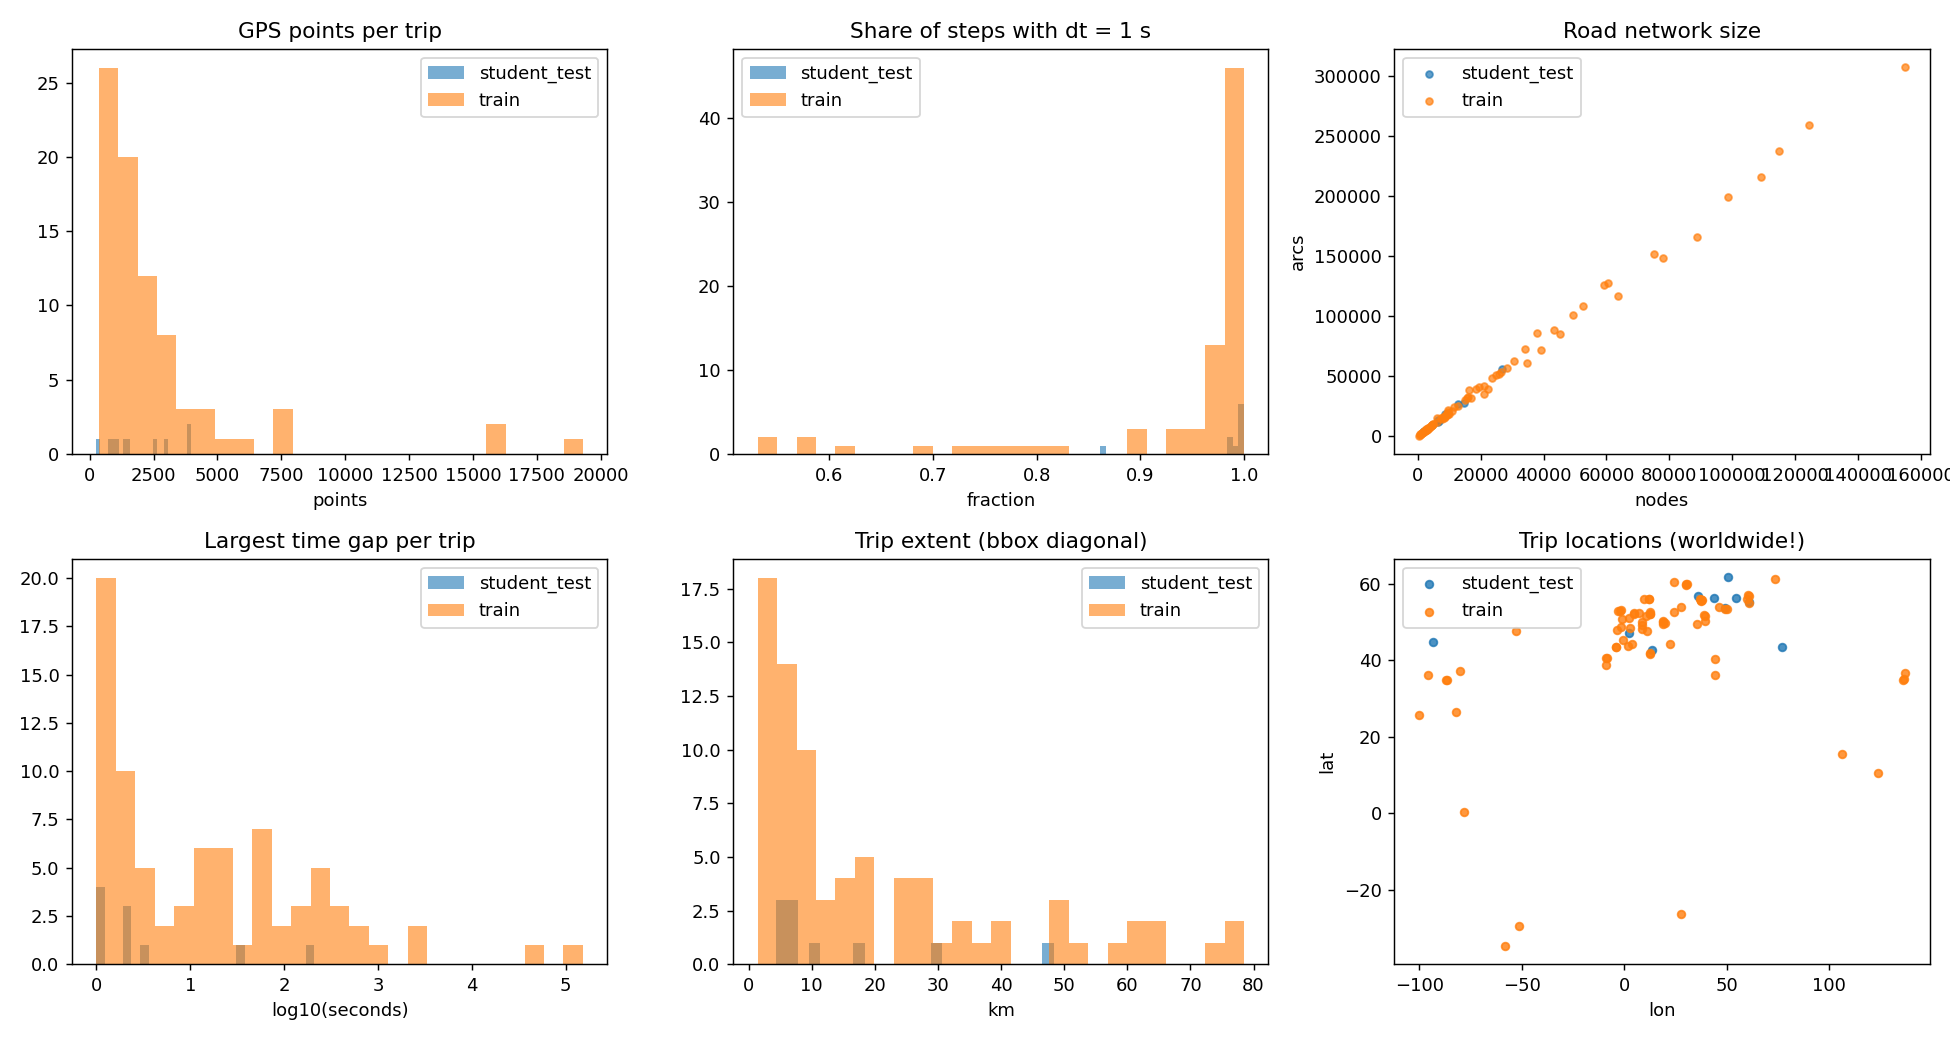 GPS points per trip
25
20
15
10
5
0
student_test
train
0 2500 5000 7500 10000 12500 15000 17500 20000
points
Share of steps with dt = 1 s
40
30
20
10
0
student_test
train
0.6 0.7 0.8 0.9 1.0
fraction
Road network size
arcs
300000
250000
200000
150000
100000
50000
0
student_test
train
0 20000 40000 60000 80000 100000 120000 140000 160000
nodes
Largest time gap per trip
20.0
17.5
15.0
12.5
10.0
7.5
5.0
2.5
0.0
student_test
train
0 1 2 3 4 5
log10(seconds)
Trip extent (bbox diagonal)
17.5
15.0
12.5
10.0
7.5
5.0
2.5
0.0
student_test
train
0 10 20 30 40 50 60 70 80
km
Trip locations (worldwide!)
lat
60
40
20
0
−20
student_test
train
−100 −50 0 50 100
lon